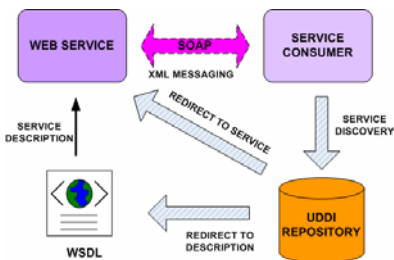 WEB SERVICE
SOAP
XML MESSAGING
SERVICE
CONSUMER
REDIRECT TO SERVICE
SERVICE
DESCRIPTION
SERVICE
DISCOVERY
WSDL
REDIRECT TO
DESCRIPTION
UDDI
REPOSITORY